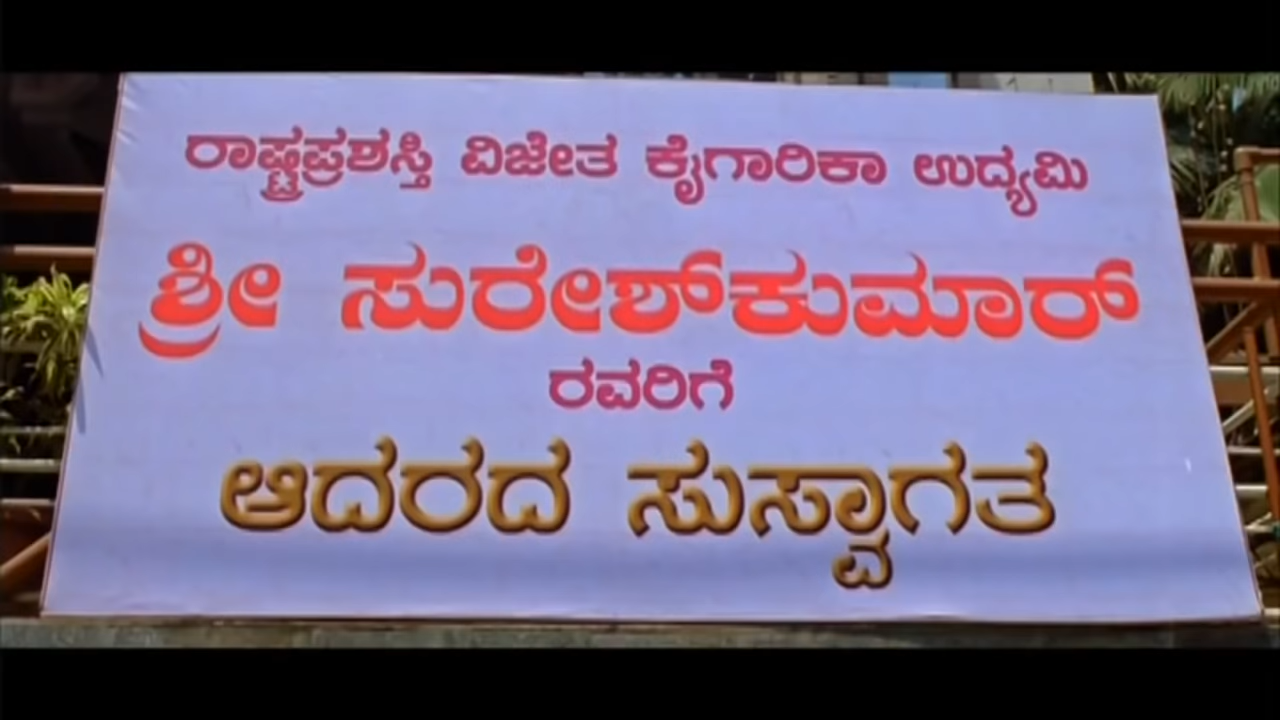 ರಾಷ್ಟ್ರಪ್ರಶಸ್ತಿ ವಿಜೇತ ಕೈಗಾರಿಕಾ ಉದ್ಯಮಿ
ಶ್ರೀ ಸುರೇಶ್‌ಕುಮಾರ್
ರವರಿಗೆ
ಆದರದ ಸುಸ್ವಾಗತ